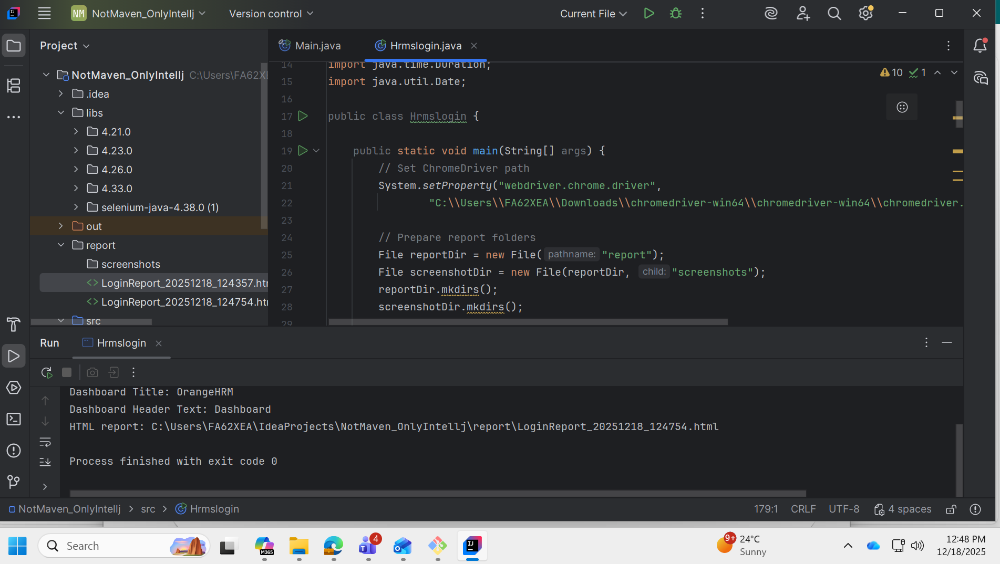 NM NotMaven_OnlyIntellj
Version control
Current File
Project
NotMaven_OnlyIntellj C:\Users\FA62X
.idea
libs
4.21.0
4.23.0
4.26.0
4.33.0
selenium-java-4.38.0 (1)
out
report
screenshots
LoginReport_20251218_124357.ht
LoginReport_20251218_124754.ht
src
Main.java
Hrmslogin.java
10 1
14 import java.time.Duration;
15 import java.util.Date;
16
17 public class Hrmslogin {
18
19 public static void main(String[] args) {
20 // Set ChromeDriver path
21 System.setProperty("webdriver.chrome.driver",
22 "C:\\Users\\FA62XEA\\Downloads\\chromedriver-win64\\chromedriver-win64\\chromedriver.
23
24 // Prepare report folders
25 File reportDir = new File( pathname: "report");
26 File screenshotDir = new File(reportDir, child: "screenshots");
27 reportDir.mkdirs();
28 screenshotDir.mkdirs();
29
Run
Hrmslogin
Dashboard Title: OrangeHRM
Dashboard Header Text: Dashboard
HTML report: C:\Users\FA62XEA\IdeaProjects\NotMaven_OnlyIntellj\report\LoginReport_20251218_124754.html
Process finished with exit code 0
NotMaven_OnlyIntellj > src > Hrmslogin
179:1 CRLF UTF-8 4 spaces
Search
M365
4
9+
24°C
Sunny
12:48 PM
12/18/2025